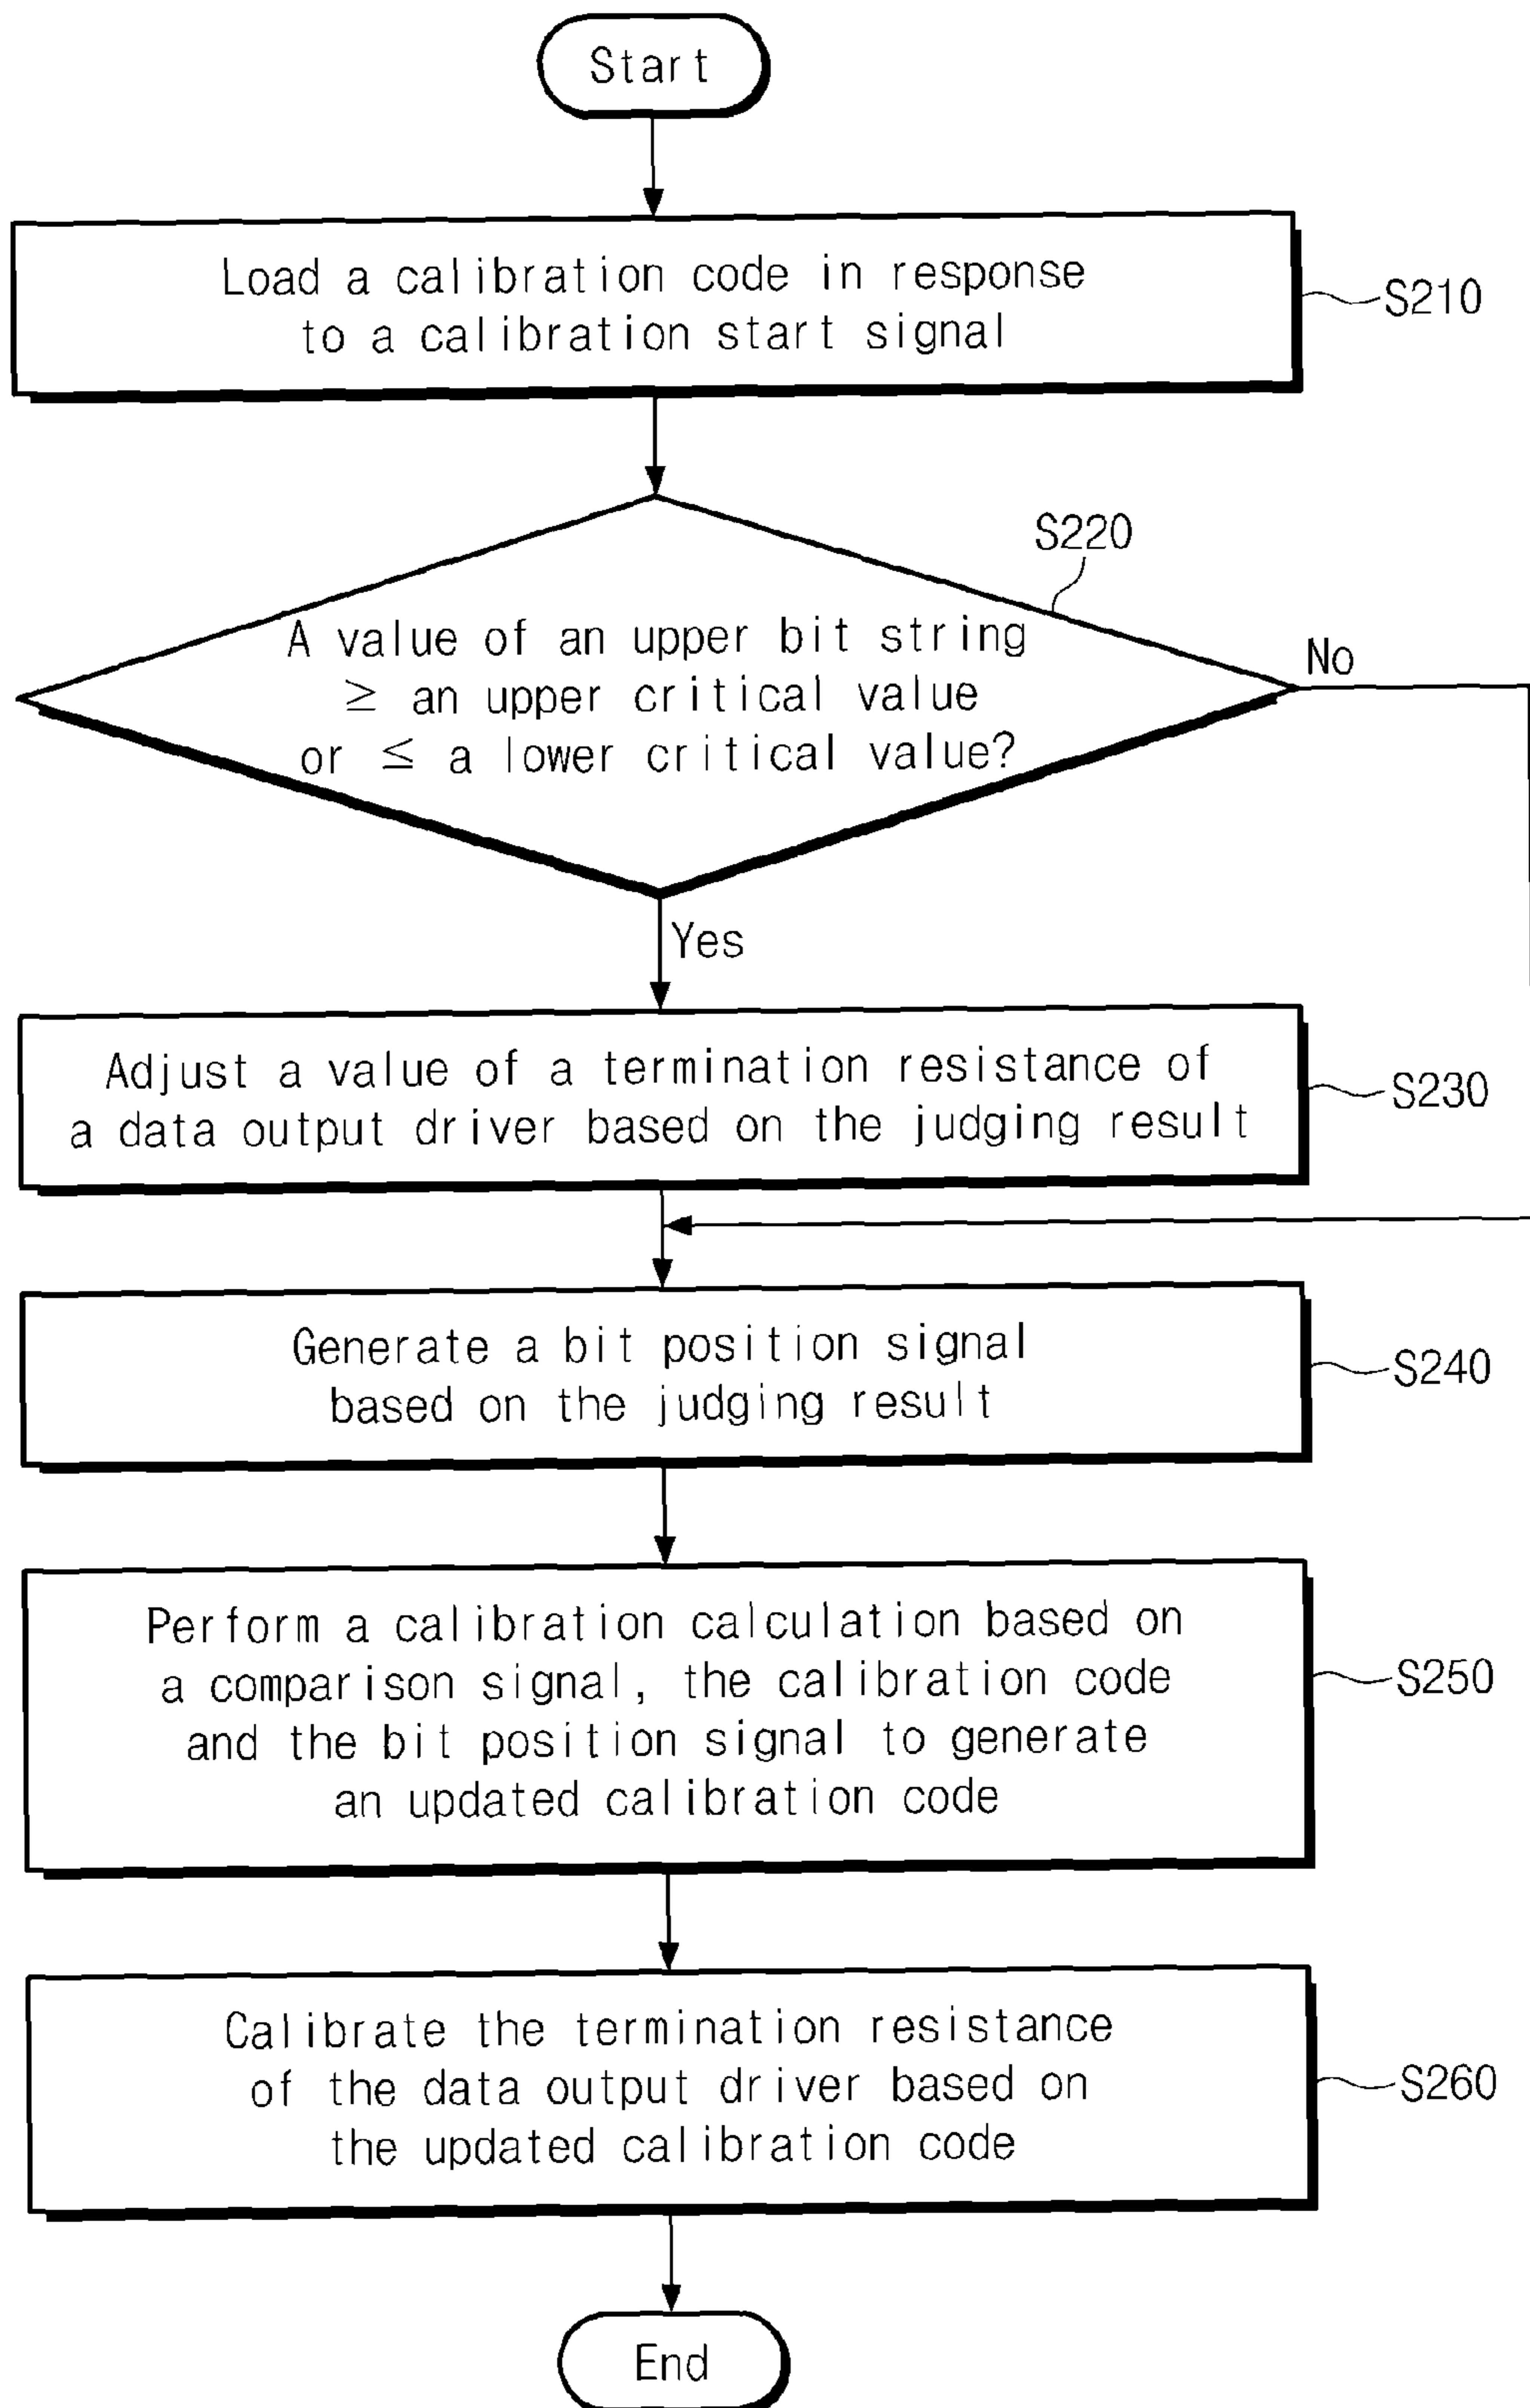 Start
Load a calibration code in response
to a calibration start signal
S210
S220
A value of an upper bit string
≥ an upper critical value
or ≤ a lower critical value?
No
Yes
Adjust a value of a termination resistance of
a data output driver based on the judging result
S230
Generate a bit position signal
based on the judging result
S240
Perform a calibration calculation based on
a comparison signal, the calibration code
and the bit position signal to generate
an updated calibration code
S250
Calibrate the termination resistance
of the data output driver based on
the updated calibration code
S260
End